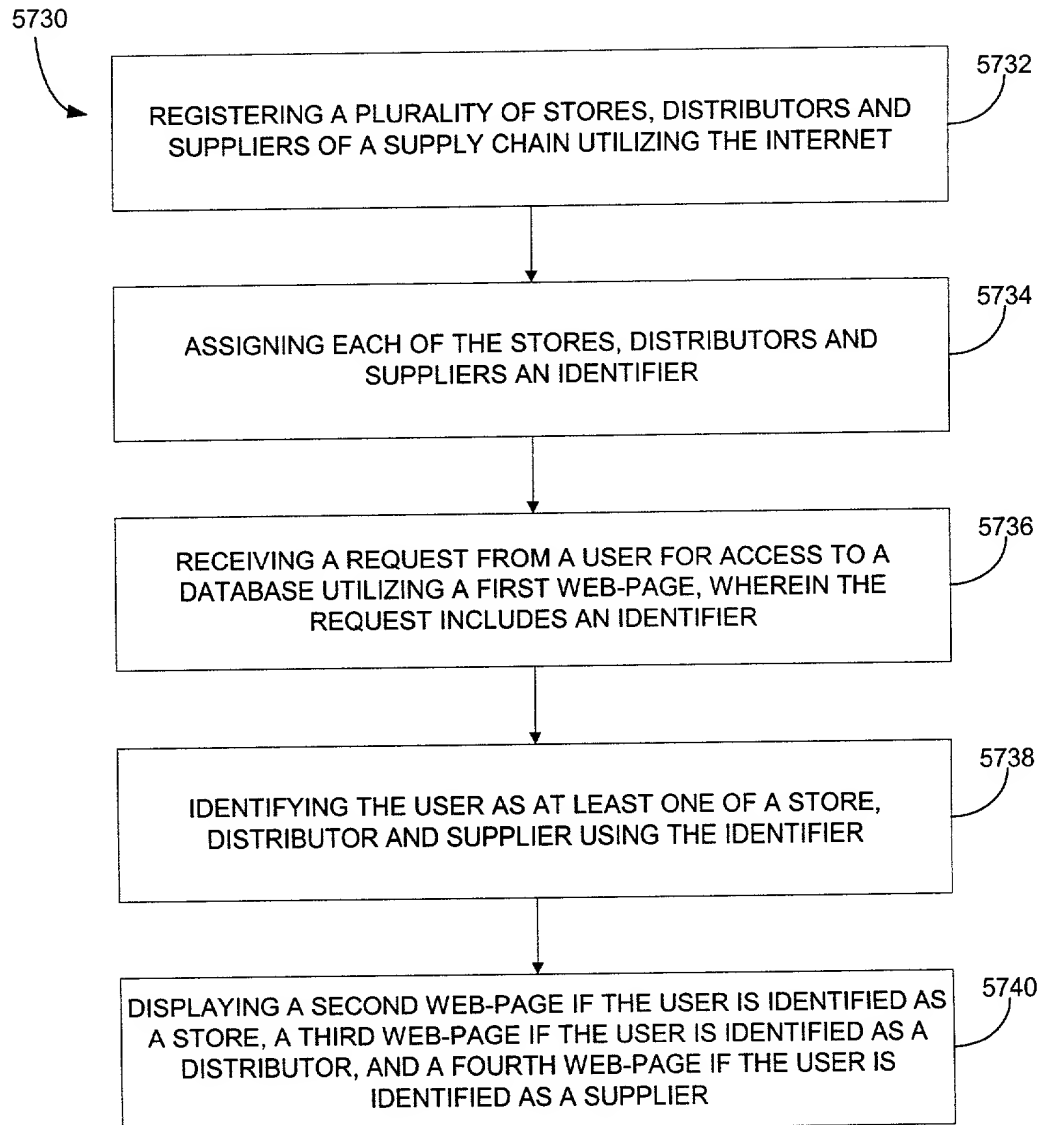 5730
5732
REGISTERING A PLURALITY OF STORES, DISTRIBUTORS AND
SUPPLIERS OF A SUPPLY CHAIN UTILIZING THE INTERNET
5734
ASSIGNING EACH OF THE STORES, DISTRIBUTORS AND
SUPPLIERS AN IDENTIFIER
5736
RECEIVING A REQUEST FROM A USER FOR ACCESS TO A
DATABASE UTILIZING A FIRST WEB-PAGE, WHEREIN THE
REQUEST INCLUDES AN IDENTIFIER
5738
IDENTIFYING THE USER AS AT LEAST ONE OF A STORE,
DISTRIBUTOR AND SUPPLIER USING THE IDENTIFIER
5740
DISPLAYING A SECOND WEB-PAGE IF THE USER IS IDENTIFIED AS
A STORE, A THIRD WEB-PAGE IF THE USER IS IDENTIFIED AS A
DISTRIBUTOR, AND A FOURTH WEB-PAGE IF THE USER IS
IDENTIFIED AS A SUPPLIER